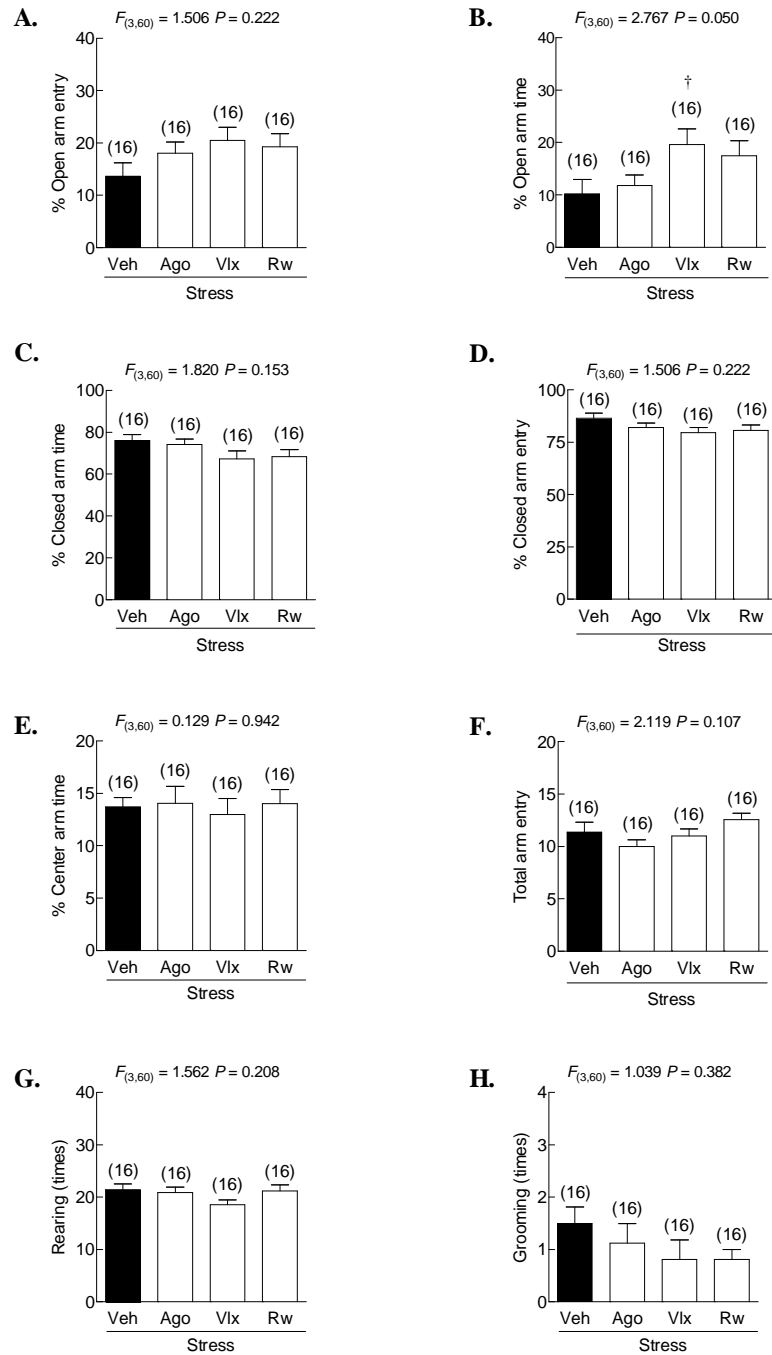 A.
F(3,60) = 1.506 P = 0.222
% Open arm entry
40
30
20
10
0
(16)
(16)
(16)
(16)
Veh Ago Vlx Rw
Stress
B.
F(3,60) = 2.767 P = 0.050
% Open arm time
40
30
20
10
0
†
(16)
(16)
(16)
(16)
Veh Ago Vlx Rw
Stress
C.
F(3,60) = 1.820 P = 0.153
% Closed arm time
100
80
60
40
20
0
(16)
(16)
(16)
(16)
Veh Ago Vlx Rw
Stress
D.
F(3,60) = 1.506 P = 0.222
% Closed arm entry
100
75
50
25
0
(16)
(16)
(16)
(16)
Veh Ago Vlx Rw
Stress
E.
F(3,60) = 0.129 P = 0.942
% Center arm time
20
15
10
5
0
(16)
(16)
(16)
(16)
Veh Ago Vlx Rw
Stress
F.
F(3,60) = 2.119 P = 0.107
Total arm entry
20
15
10
5
0
(16)
(16)
(16)
(16)
Veh Ago Vlx Rw
Stress
G.
F(3,60) = 1.562 P = 0.208
Rearing (times)
40
30
20
10
0
(16)
(16)
(16)
(16)
Veh Ago Vlx Rw
Stress
H.
F(3,60) = 1.039 P = 0.382
Grooming (times)
4
3
2
1
0
(16)
(16)
(16)
(16)
Veh Ago Vlx Rw
Stress